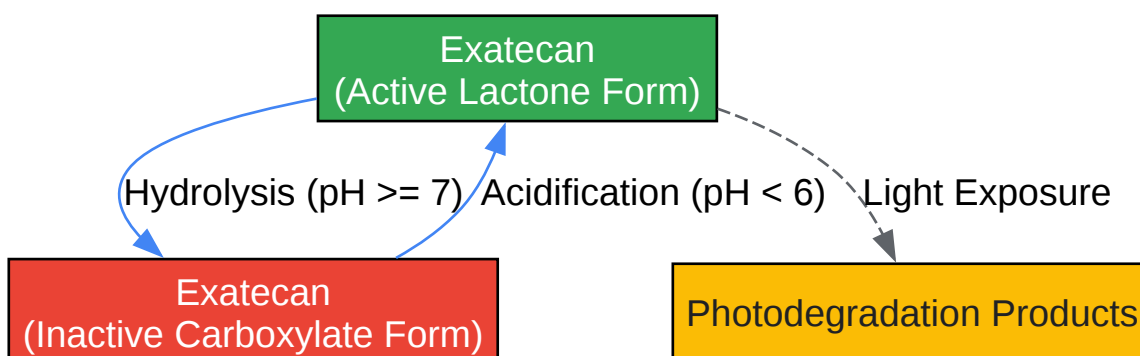 Exatecan
(Active Lactone Form)
Hydrolysis (pH >= 7)
Acidification (pH < 6)
Light Exposure
Exatecan
(Inactive Carboxylate Form)
Photodegradation Products